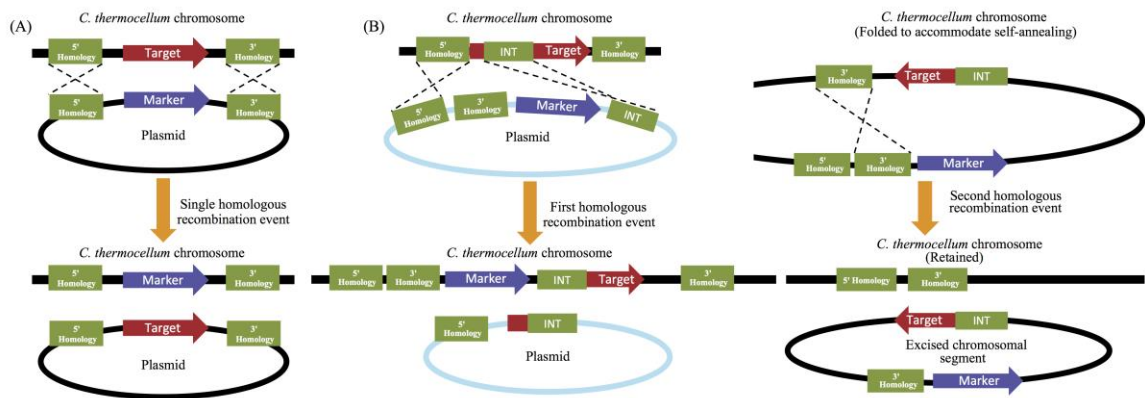 (A)
C. thermocellum chromosome
5'
Homology
Target
3'
Homology
5'
Homology
Marker
3'
Homology
Plasmid
Single homologous
recombination event
C. thermocellum chromosome
5'
Homology
Marker
3'
Homology
5'
Homology
Target
3'
Homology
Plasmid
(B)
C. thermocellum chromosome
5'
Homology
INT
Target
3'
Homology
5'
Homology
3'
Homology
Marker
INT
Plasmid
First homologous
recombination event
C. thermocellum chromosome
5'
Homology
3'
Homology
Marker
INT
Target
3'
Homology
5'
Homology
INT
Plasmid
C. thermocellum chromosome
(Folded to accommodate self-annealing)
3'
Homology
Target
INT
5'
Homology
3'
Homology
Marker
Second homologous
recombination event
C. thermocellum chromosome
(Retained)
5' Homology
3'
Homology
Target
INT
Excised chromosomal
segment
3'
Homology
Marker